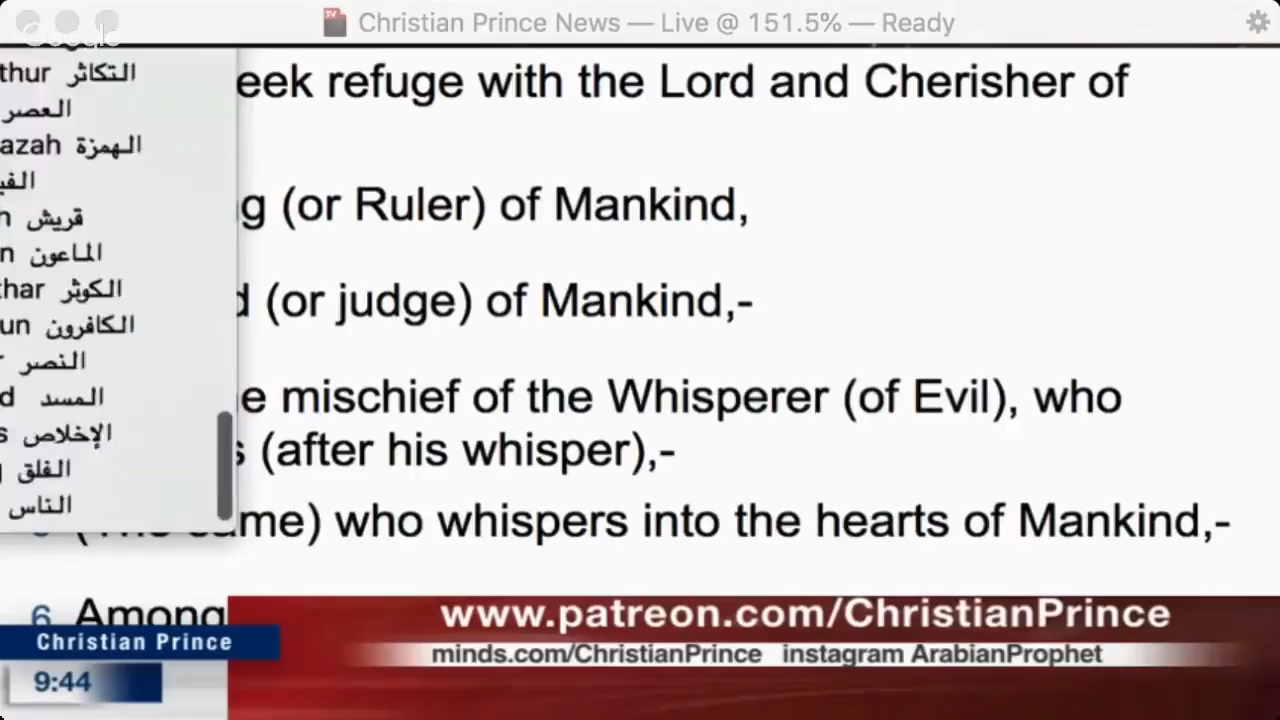 Christian Prince News — Live @ 151.5% — Ready
Google
thur التكاثر
العصر
azah الهمزة
h قريش
n الماعون
thar الكوثر
un الكافرون
r النصر
d المسد
s الإخلاص
الفلق
الناس
eek refuge with the Lord and Cherisher of
g (or Ruler) of Mankind,
d (or judge) of Mankind,-
e mischief of the Whisperer (of Evil), who
s (after his whisper),-
me) who whispers into the hearts of Mankind,-
6 Among
www.patreon.com/ChristianPrince
Christian Prince
minds.com/ChristianPrince instagram ArabianProphet
9:44